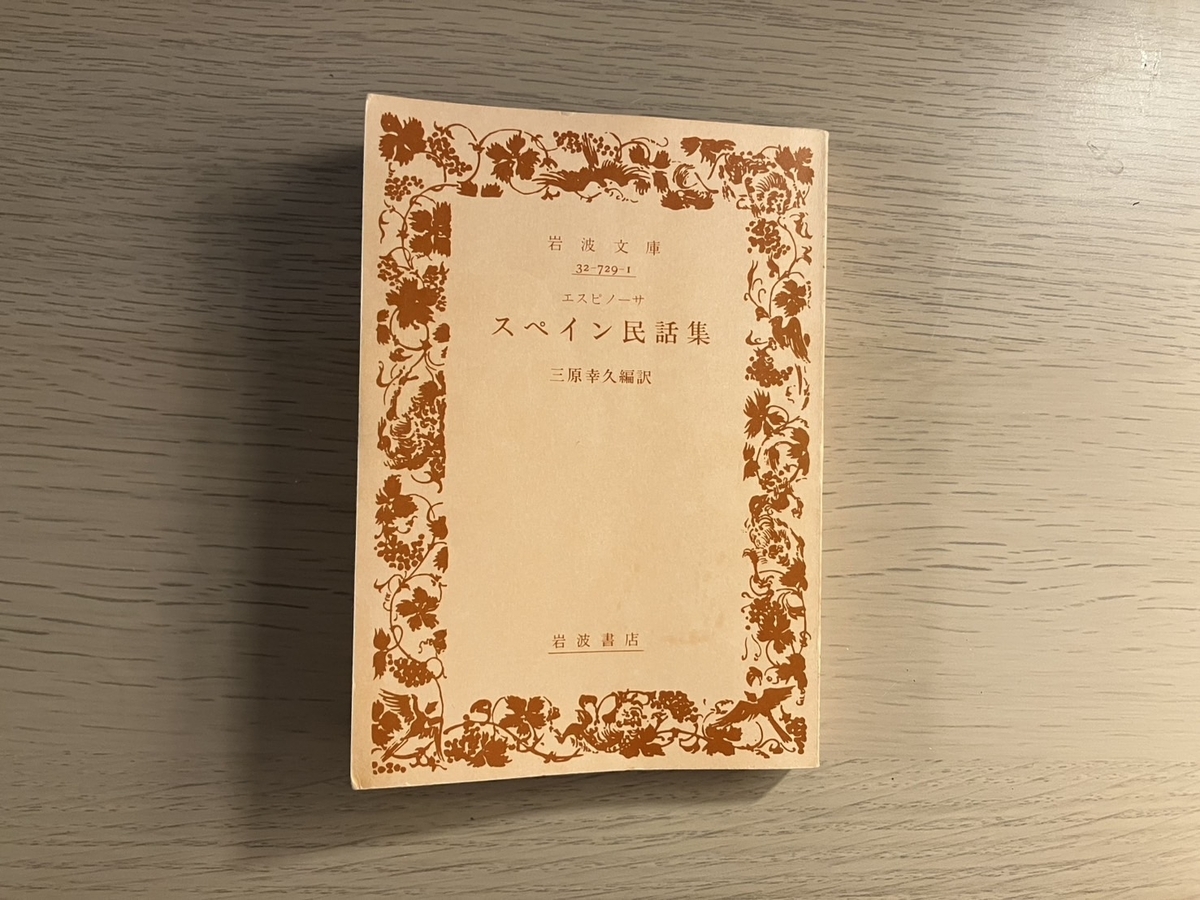 岩波文庫
32-729-1
エスピノーサ
スペイン民話集
三原幸久編訳
岩波書店